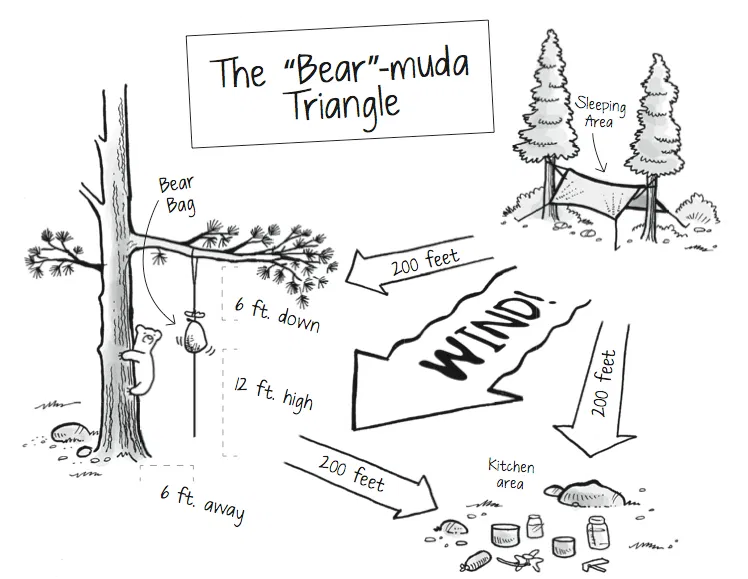 The "Bear"-muda
Triangle
Sleeping
Area
Bear
Bag
200 feet
6 ft. down
WIND!
12 ft. high
200 feet
200 feet
Kitchen
area
6 ft. away